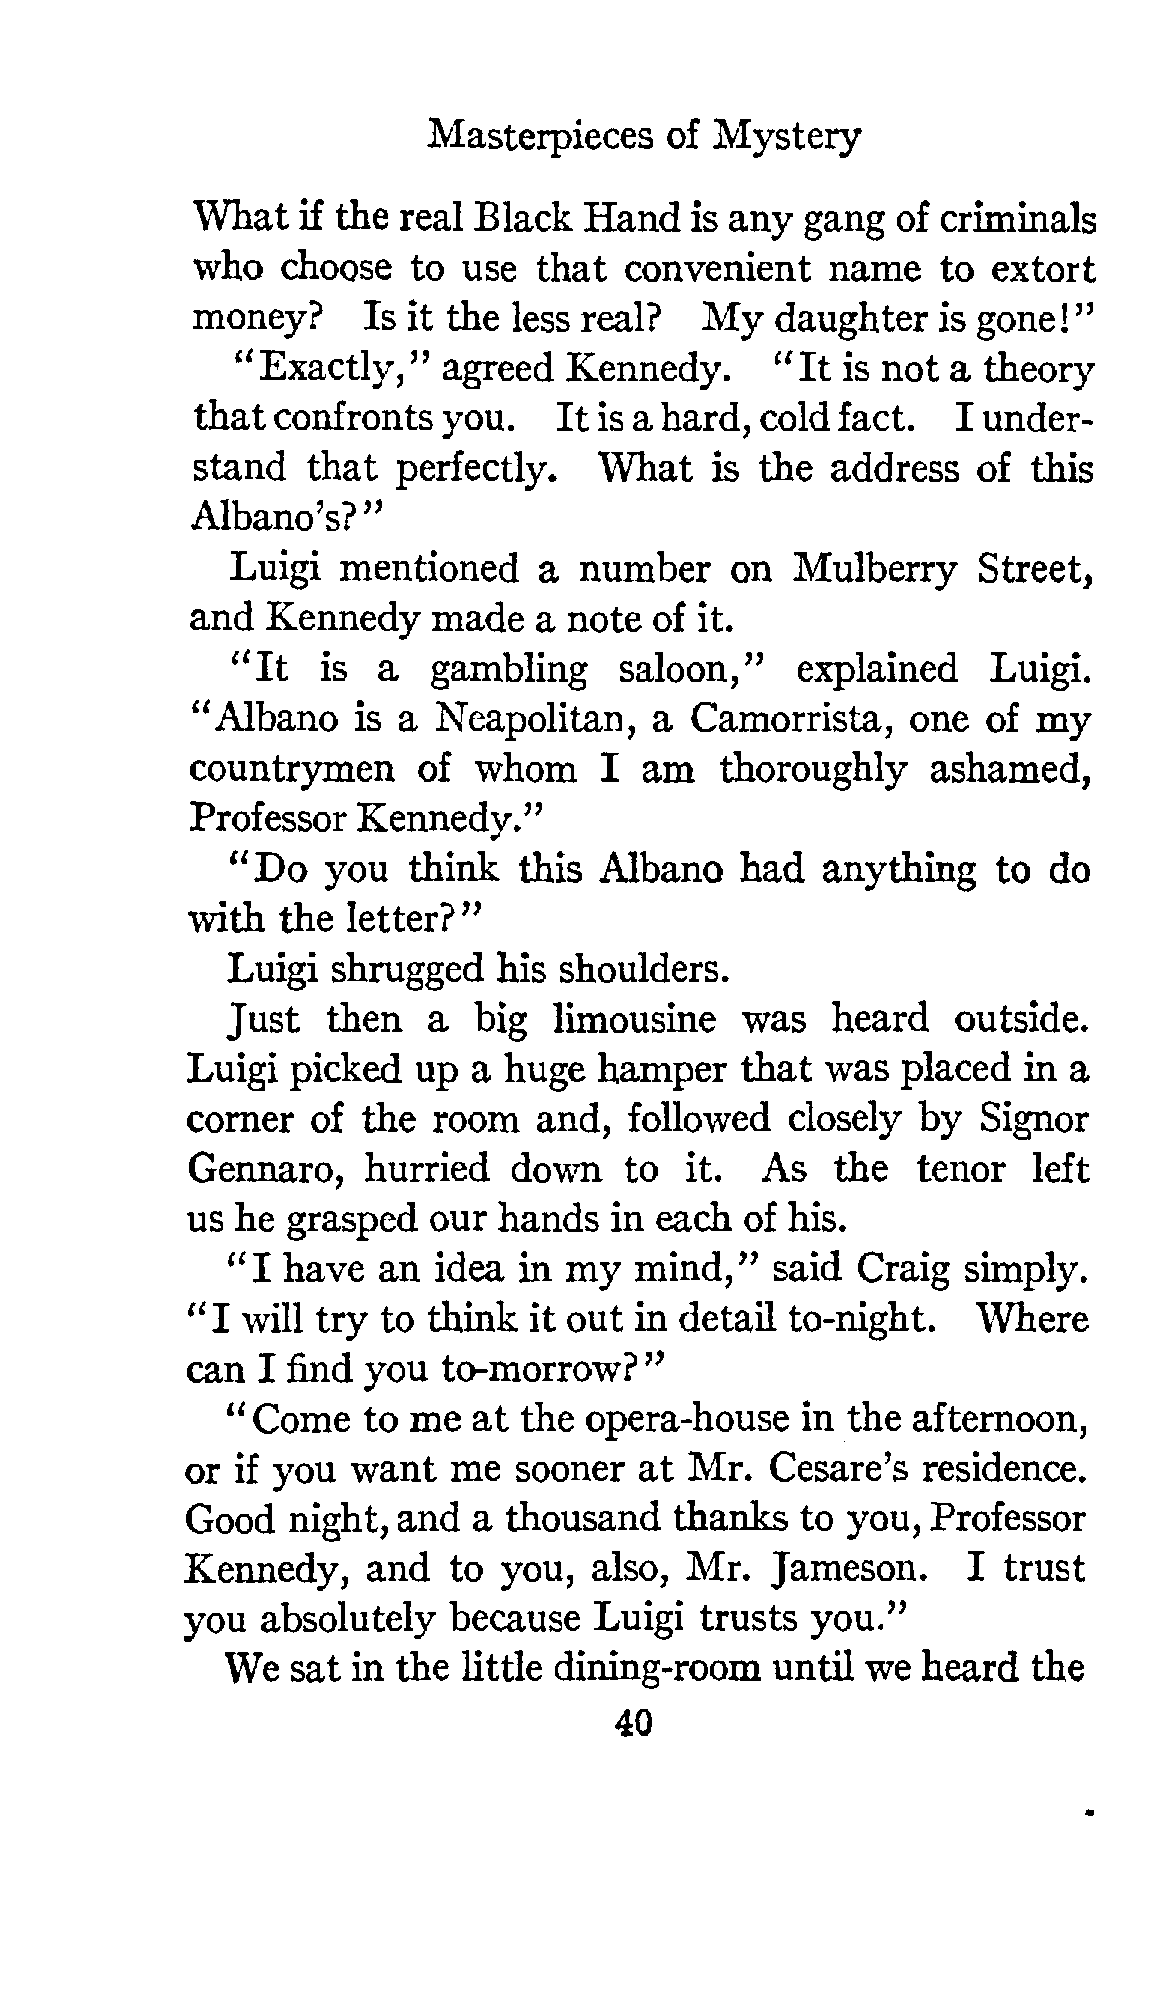 Masterpieces of Mystery
What if the real Black Hand is any gang of criminals
who choose to use that convenient name to extort
money? Is it the less real? My daughter is gone!"
"Exactly," agreed Kennedy. "It is not a theory
that confronts you. It is a hard, cold fact. I under-
stand that perfectly. What is the address of this
Albano's?"
Luigi mentioned a number on Mulberry Street,
and Kennedy made a note of it.
"It is a gambling saloon," explained Luigi.
"Albano is a Neapolitan, a Camorrista, one of my
countrymen of whom I am thoroughly ashamed,
Professor Kennedy."
"Do you think this Albano had anything to do
with the letter?"
Luigi shrugged his shoulders.
Just then a big limousine was heard outside.
Luigi picked up a huge hamper that was placed in a
corner of the room and, followed closely by Signor
Gennaro, hurried down to it. As the tenor left
us he grasped our hands in each of his.
"I have an idea in my mind," said Craig simply.
"I will try to think it out in detail to-night. Where
can I find you to-morrow?"
"Come to me at the opera-house in the afternoon,
or if you want me sooner at Mr. Cesare's residence.
Good night, and a thousand thanks to you, Professor
Kennedy, and to you, also, Mr. Jameson. I trust
you absolutely because Luigi trusts you."
We sat in the little dining-room until we heard the
40